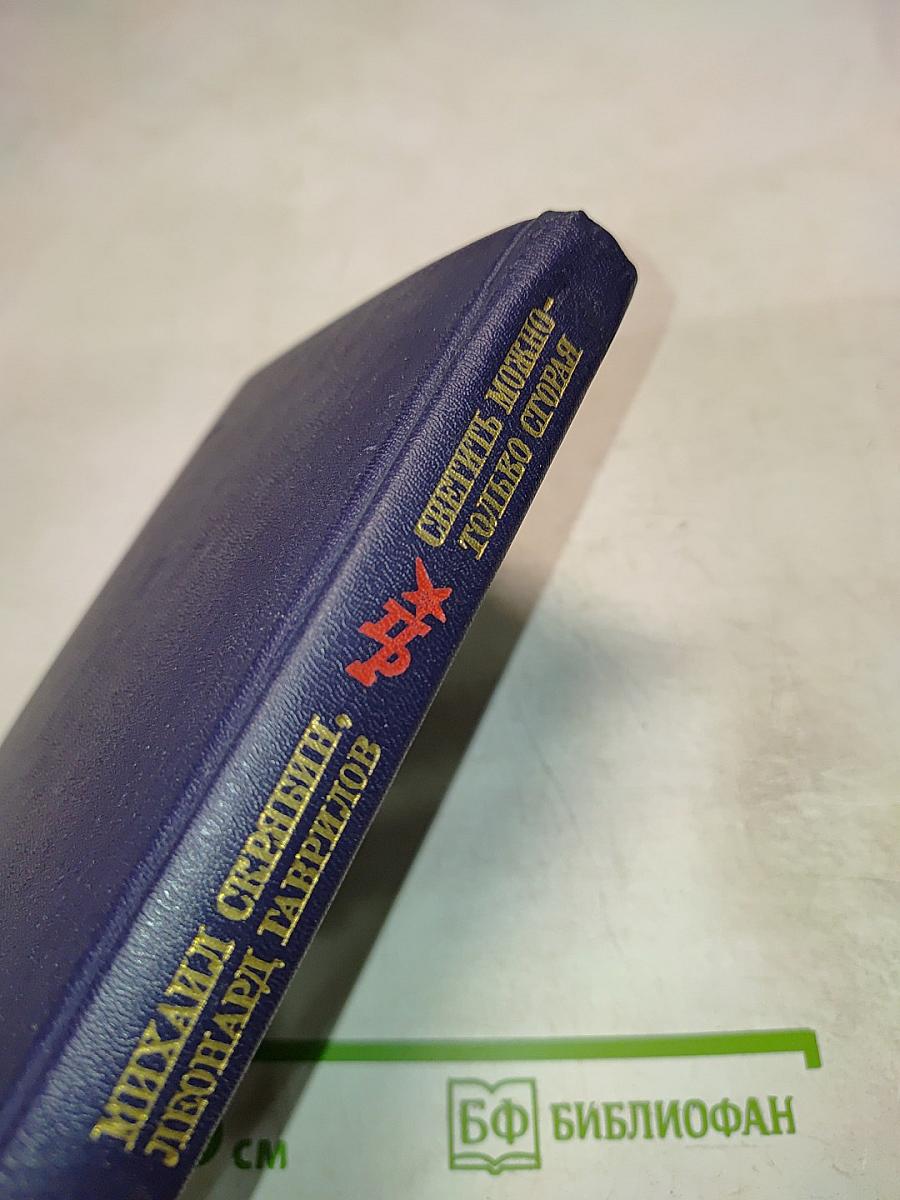 МИХАИЛ СКРЯБИН,
ЛЕОНАРД ГАВРИЛОВ
СВЕТИТЬ МОЖНО-
ТОЛЬКО СГОРАЯ
см
БФ БИБЛИОФАН